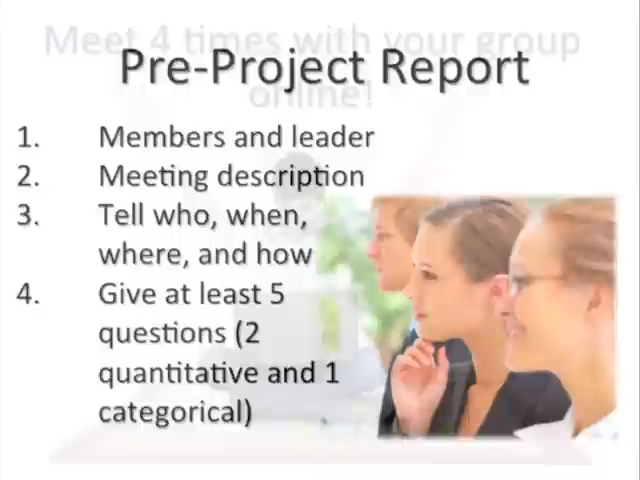 Meet 4 times with your group
online!
Pre-Project Report
1. Members and leader
2. Meeting description
3. Tell who, when,
where, and how
4. Give at least 5
questions (2
quantitative and 1
categorical)